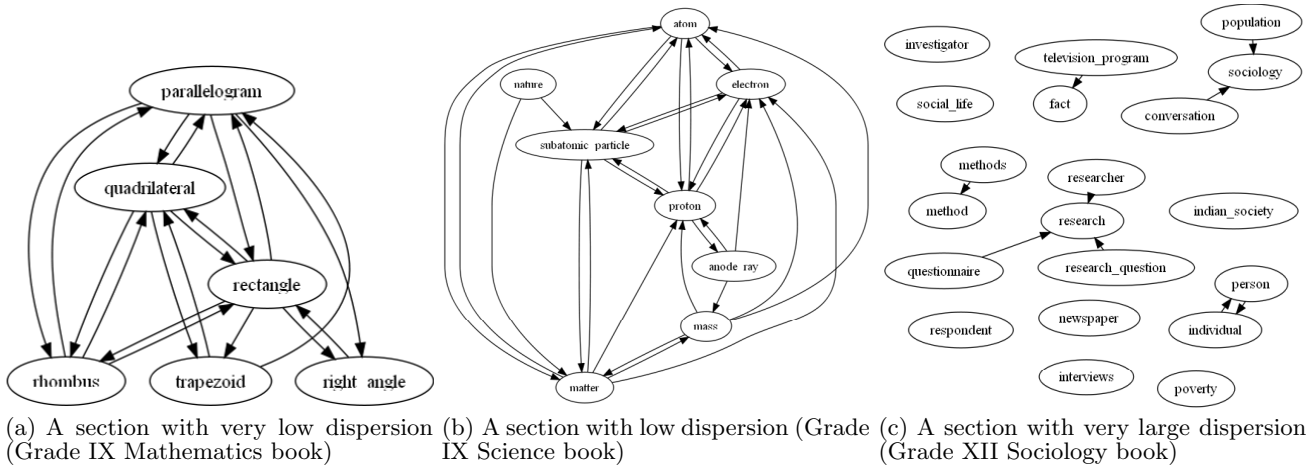 parallelogram
quadrilateral
rectangle
rhombus
trapezoid
right angle
(a) A section with very low dispersion
(Grade IX Mathematics book)
atom
nature
electron
subatomic particle
proton
anode ray
mass
matter
(b) A section with low dispersion (Grade
IX Science book)
population
investigator
television_program
sociology
social_life
fact
conversation
methods
researcher
method
research
indian_society
questionnaire
research_question
person
newspaper
respondent
individual
interviews
poverty
(c) A section with very large dispersion
(Grade XII Sociology book)